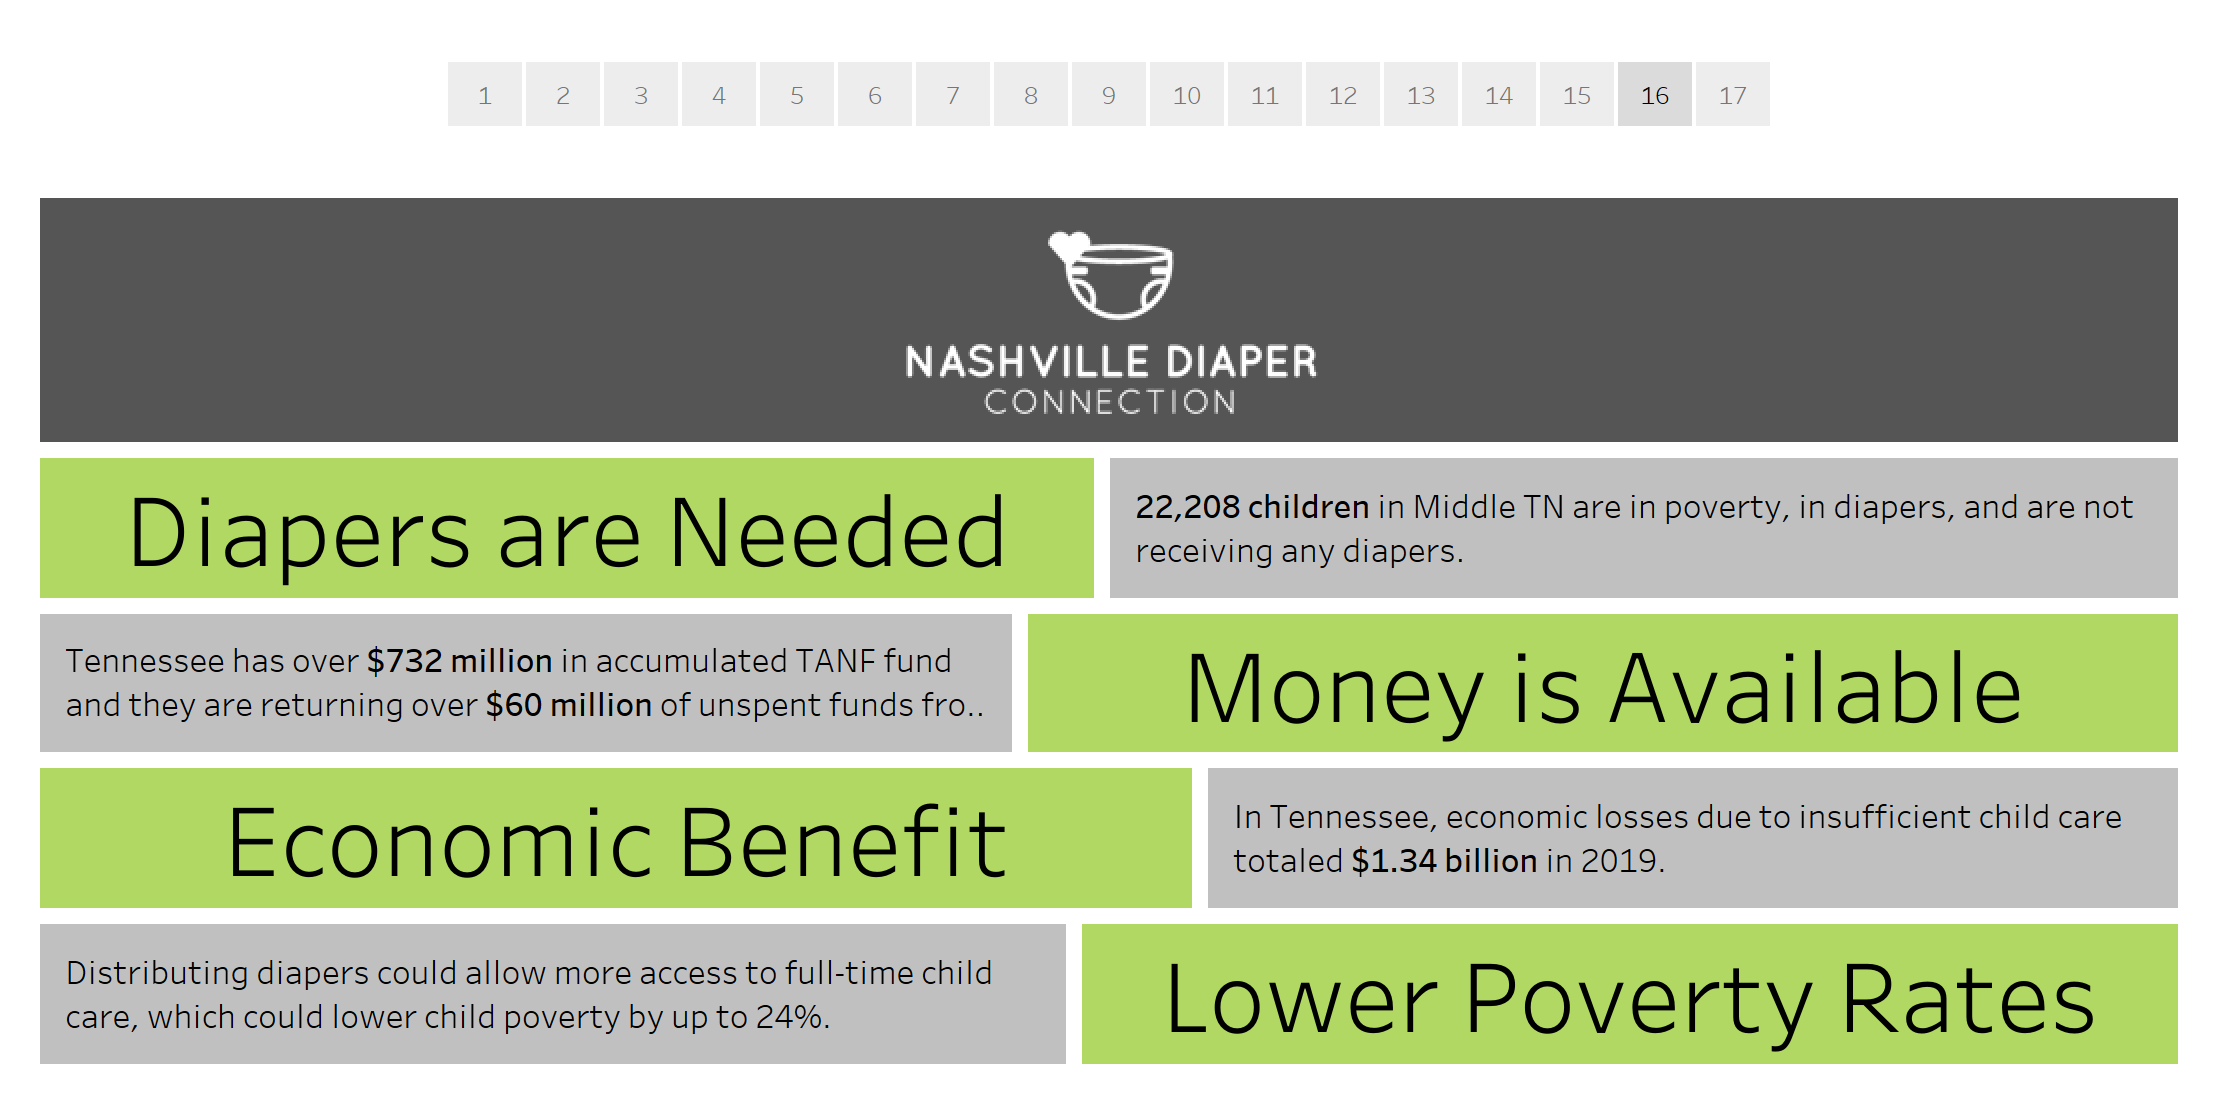 1 2 3 4 5 6 7 8 9 10 11 12 13 14 15 16 17
NASHVILLE DIAPER
CONNECTION
Diapers are Needed
22,208 children in Middle TN are in poverty, in diapers, and are not
receiving any diapers.
Tennessee has over $732 million in accumulated TANF fund
and they are returning over $60 million of unspent funds fro..
Money is Available
Economic Benefit
In Tennessee, economic losses due to insufficient child care
totaled $1.34 billion in 2019.
Distributing diapers could allow more access to full-time child
care, which could lower child poverty by up to 24%.
Lower Poverty Rates